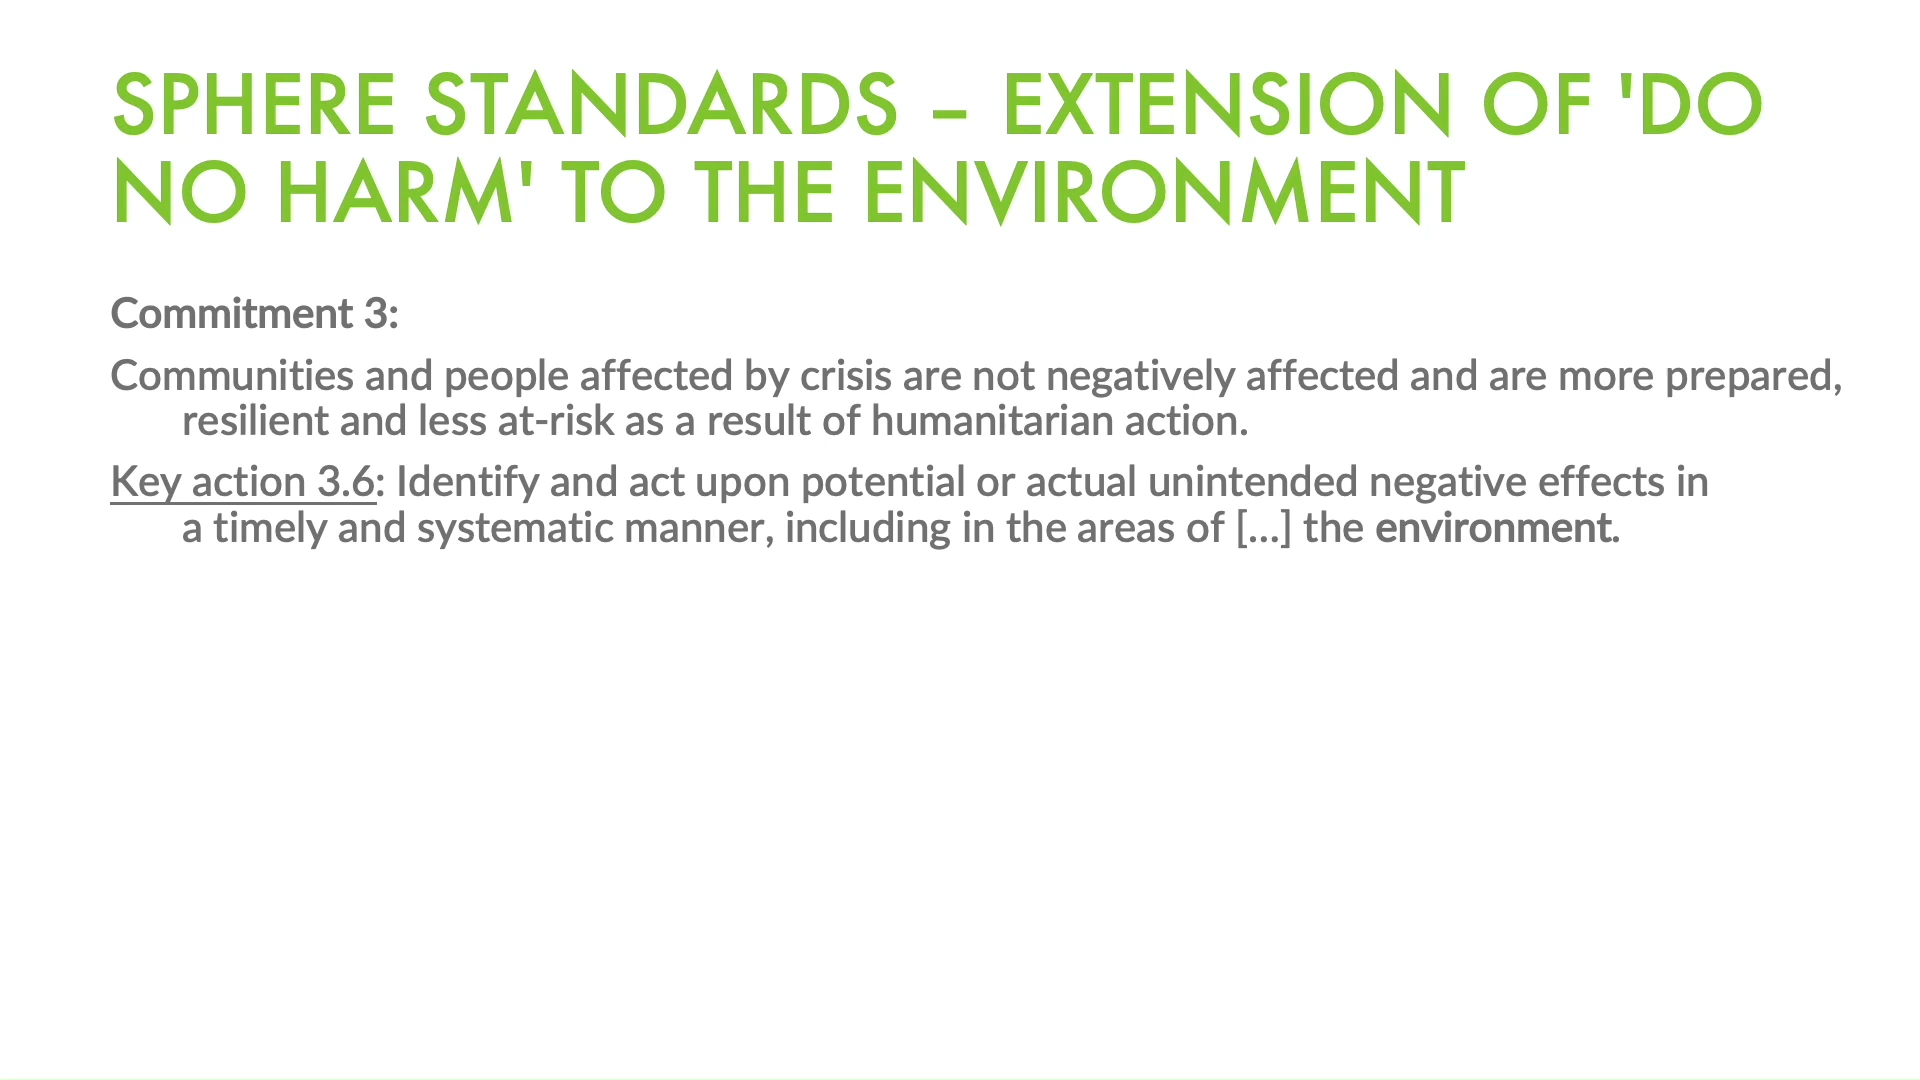 SPHERE STANDARDS – EXTENSION OF 'DO
NO HARM' TO THE ENVIRONMENT
Commitment 3:
Communities and people affected by crisis are not negatively affected and are more prepared,
resilient and less at-risk as a result of humanitarian action.
Key action 3.6: Identify and act upon potential or actual unintended negative effects in
a timely and systematic manner, including in the areas of [...] the environment.